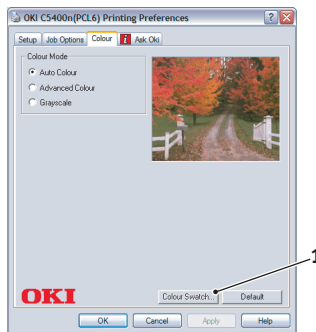 OKI C5400n(PCL6) Printing Preferences
Setup Job Options Colour i Ask Oki
Colour Mode
Auto Colour
Advanced Colour
Grayscale
1
OKI
Colour Swatch... Default
OK Cancel Apply Help